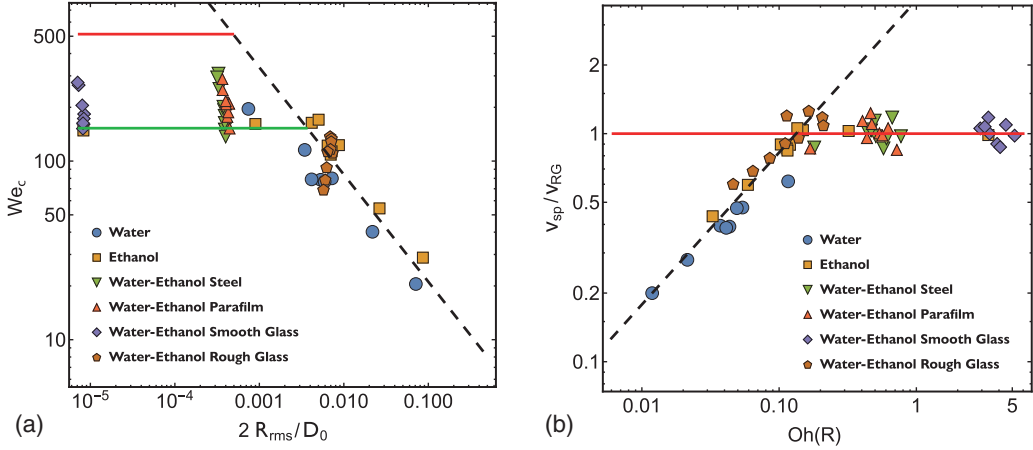 500
100
50
10
We_c
Water
Ethanol
Water-Ethanol Steel
Water-Ethanol Parafilm
Water-Ethanol Smooth Glass
Water-Ethanol Rough Glass
10⁻⁵ 10⁻⁴ 0.001 0.010 0.100
(a)
2 R_rms/D_0
2
1
0.5
0.2
0.1
v_sp/v_RG
Water
Ethanol
Water-Ethanol Steel
Water-Ethanol Parafilm
Water-Ethanol Smooth Glass
Water-Ethanol Rough Glass
0.01 0.10 1 5
(b)
Oh(R)